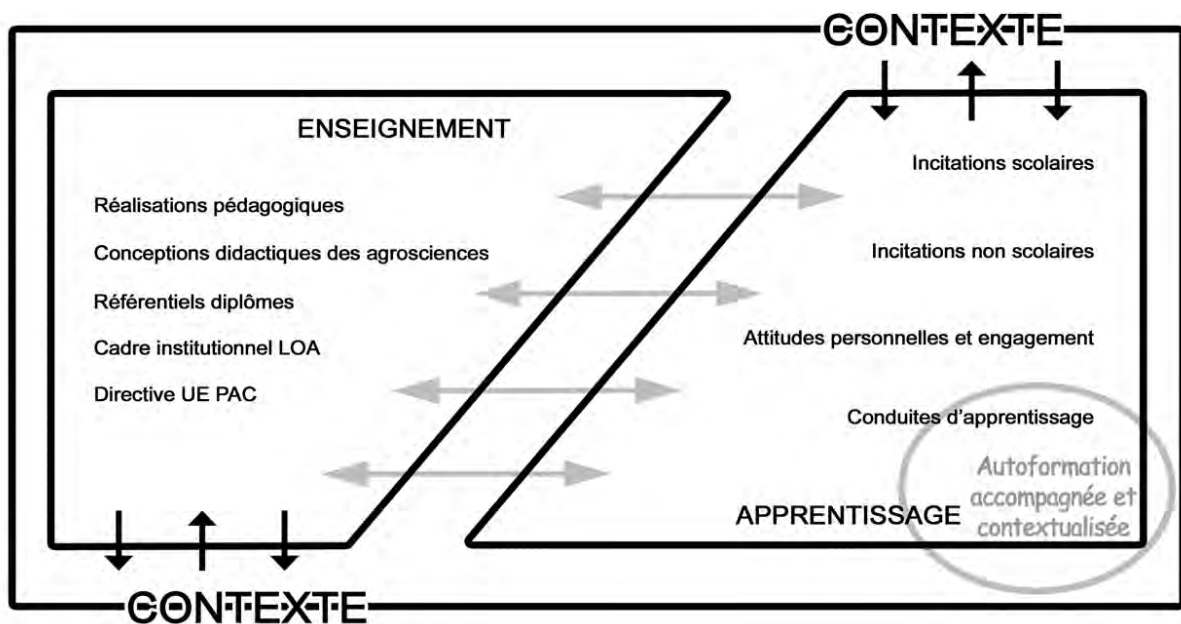 CONTEXTE
ENSEIGNEMENT
Réalisations pédagogiques
Conceptions didactiques des agrosciences
Référentiels diplômes
Cadre institutionnel LOA
Directive UE PAC
Incitations scolaires
Incitations non scolaires
Attitudes personnelles et engagement
Conduites d'apprentissage
Autoformation
accompagnée et
contextualisée
APPRENTISSAGE
CONTEXTE